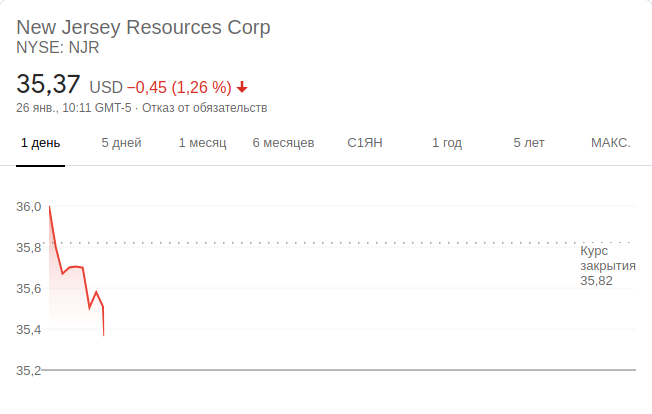 New Jersey Resources Corp
NYSE: NJR
35,37 USD −0,45 (1,26 %)
26 янв., 10:11 GMT-5 · Отказ от обязательств
1 день 5 дней 1 месяц 6 месяцев С1ЯН 1 год 5 лет МАКС.
36,0
35,8
Курс
закрытия
35,82
35,6
35,4
35,2